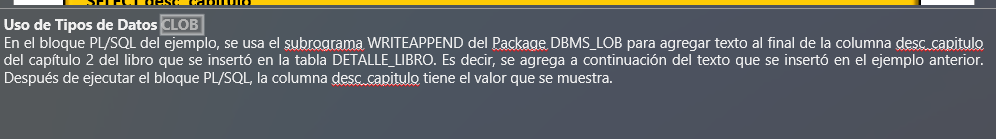 SELECT desc_capitulo
Uso de Tipos de Datos CLOB
En el bloque PL/SQL del ejemplo, se usa el subrograma WRITEAPPEND del Package DBMS_LOB para agregar texto al final de la columna desc_capitulo
del capítulo 2 del libro que se insertó en la tabla DETALLE_LIBRO. Es decir, se agrega a continuación del texto que se insertó en el ejemplo anterior.
Después de ejecutar el bloque PL/SQL, la columna desc_capitulo tiene el valor que se muestra.